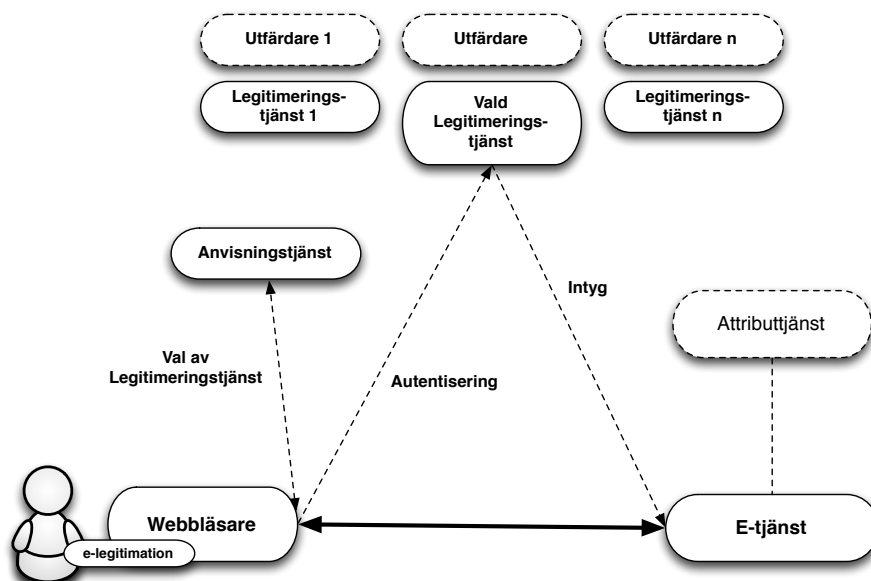 Utfärdare 1
Utfärdare
Utfärdare n
Legitimerings-
tjänst 1
Vald
Legitimerings-
tjänst
Legitimerings-
tjänst n
Anvisningstjänst
Intyg
Attributtjänst
Val av
Legitimeringstjänst
Autentisering
Webbläsare
E-tjänst
e-legitimation